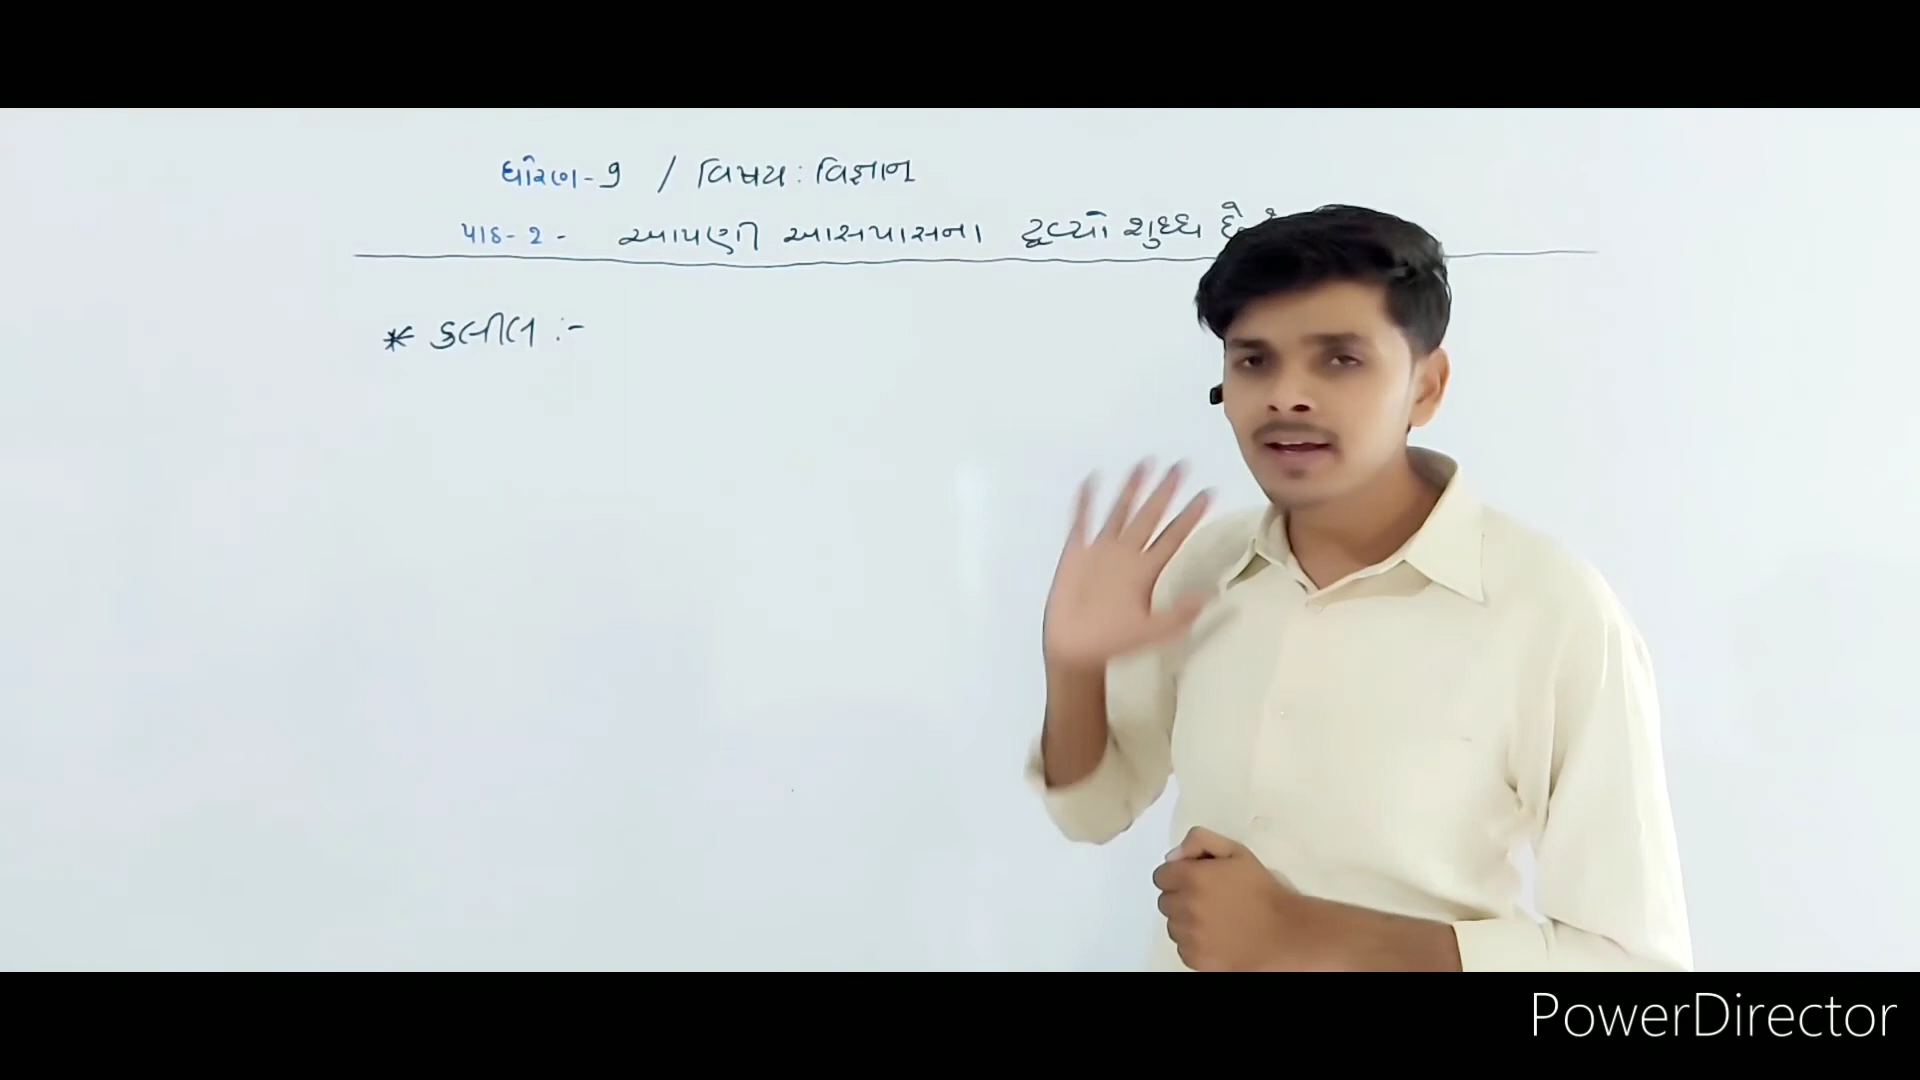 ધોરણ-9 / વિષય : વિજ્ઞાન
પાઠ-2- આપણી આસપાસના દ્રવ્યો શુદ્ધ
* કલીલ :-
PowerDirector